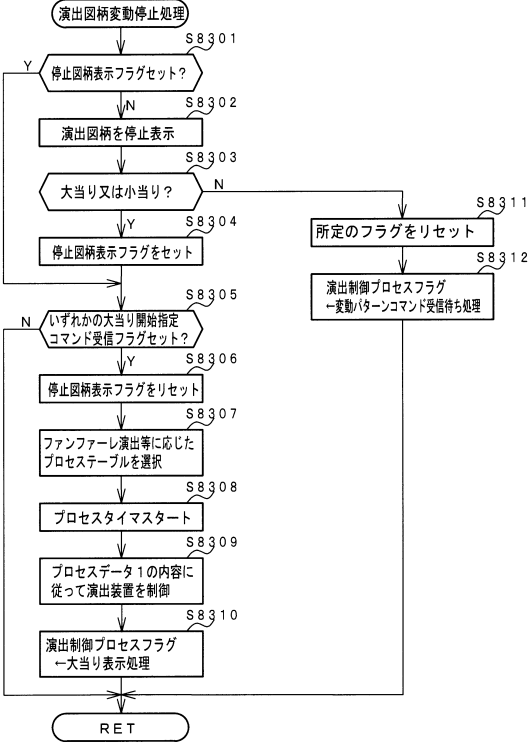 演出図柄変動停止処理
S8301
停止図柄表示フラグセット?
Y
N
S8302
演出図柄を停止表示
S8303
大当り又は小当り?
N
Y
S8304
停止図柄表示フラグをセット
S8305
いずれかの大当り開始指定
コマンド受信フラグセット?
N
Y
S8306
停止図柄表示フラグをリセット
S8307
ファンファーレ演出等に応じた
プロセステーブルを選択
S8308
プロセスタイマスタート
S8309
プロセスデータ1の内容に
従って演出装置を制御
S8310
演出制御プロセスフラグ
←大当り表示処理
S8311
所定のフラグをリセット
S8312
演出制御プロセスフラグ
←変動パターンコマンド受信待ち処理
RET